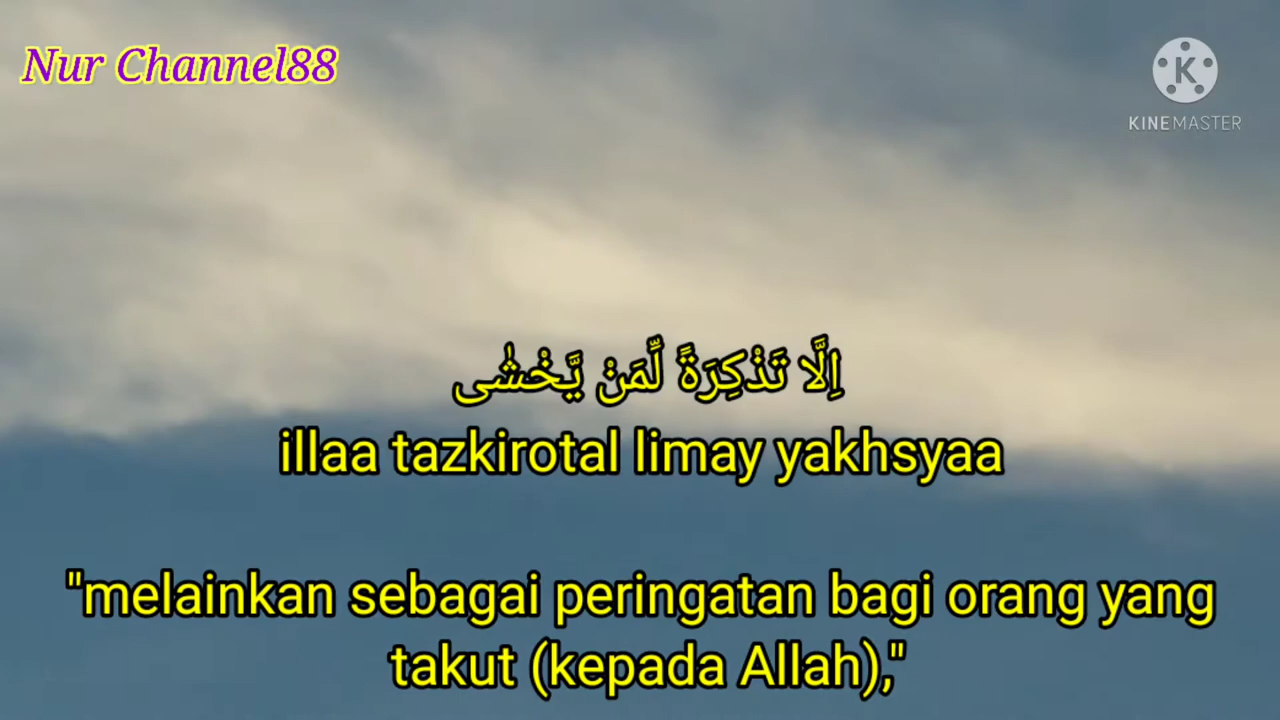 Nur Channel88
KINEMASTER
اِلَّا تَذْكِرَةً لِّمَنْ يَّخْشٰى
illaa tazkirotal limay yakhsyaa
"melainkan sebagai peringatan bagi orang yang
takut (kepada Allah),"